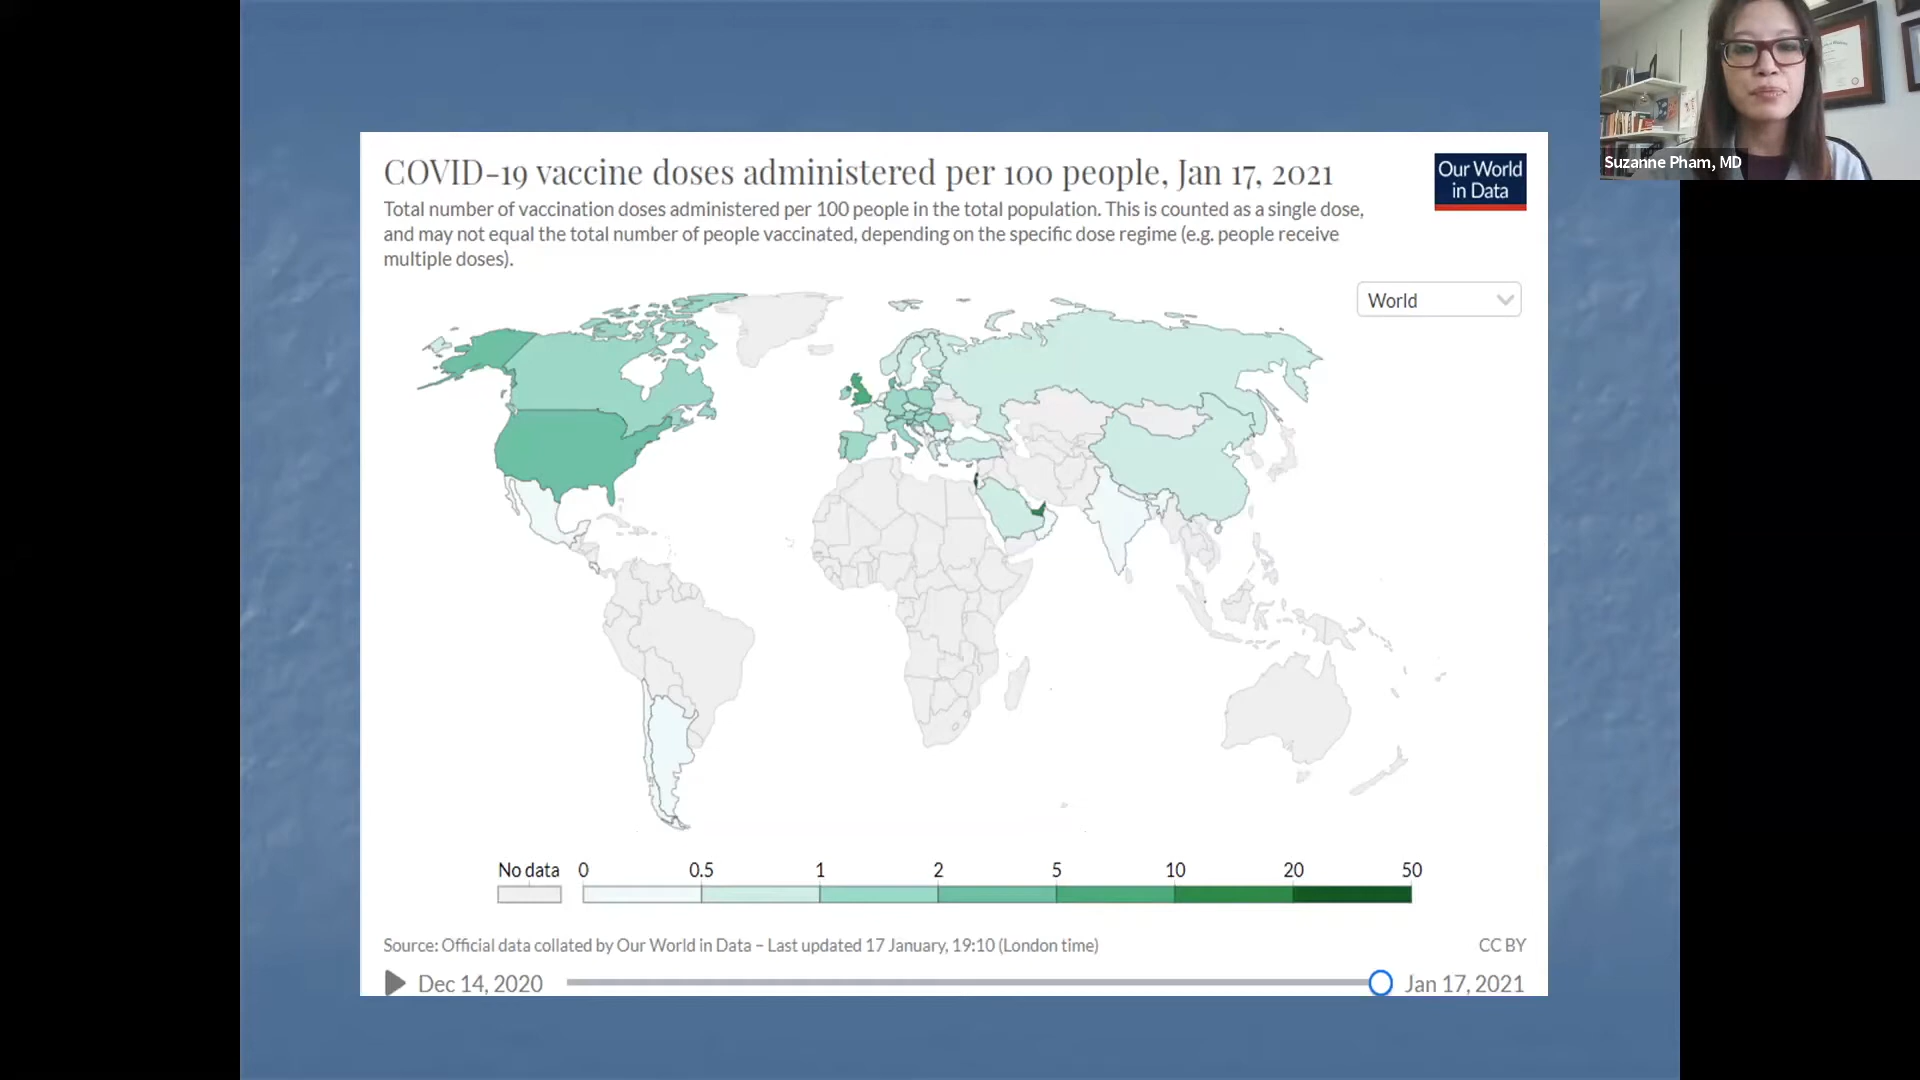 COVID-19 vaccine doses administered per 100 people, Jan 17, 2021
Our World
in Data
Total number of vaccination doses administered per 100 people in the total population. This is counted as a single dose,
and may not equal the total number of people vaccinated, depending on the specific dose regime (e.g. people receive
multiple doses).
World
No data 0 0.5 1 2 5 10 20 50
Source: Official data collated by Our World in Data – Last updated 17 January, 19:10 (London time)
CC BY
Dec 14, 2020
Jan 17, 2021
Suzanne Pham, MD